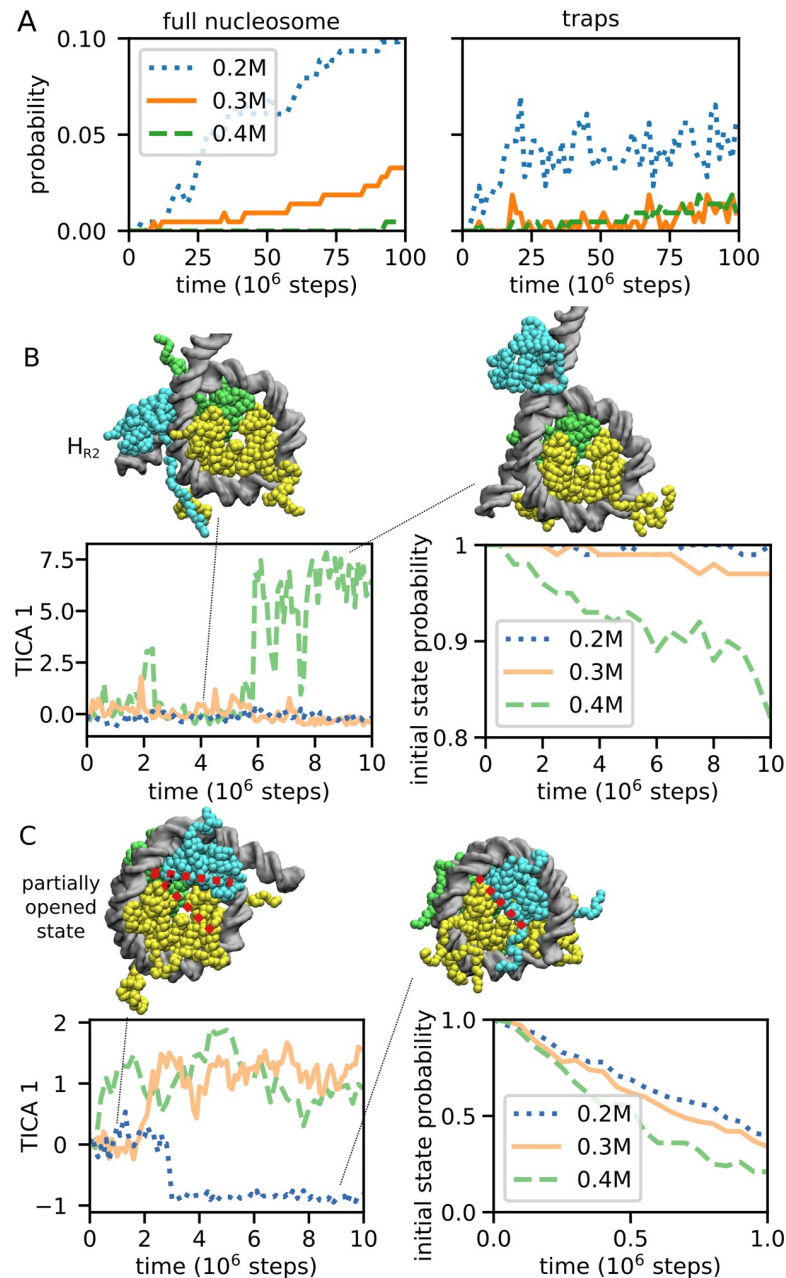 A
full nucleosome
traps
probability
0.10
0.05
0.00
0.2M
0.3M
0.4M
0 25 50 75 100
time (10⁶ steps)
0 25 50 75 100
time (10⁶ steps)
B
H_R2
TICA 1
7.5
5.0
2.5
0.0
0 2 4 6 8 10
time (10⁶ steps)
initial state probability
1
0.9
0.8
0.2M
0.3M
0.4M
0 2 4 6 8 10
time (10⁶ steps)
C
partially
opened
state
TICA 1
2
1
0
−1
0 2 4 6 8 10
time (10⁶ steps)
initial state probability
1.0
0.5
0.0
0.2M
0.3M
0.4M
0.0 0.5 1.0
time (10⁶ steps)